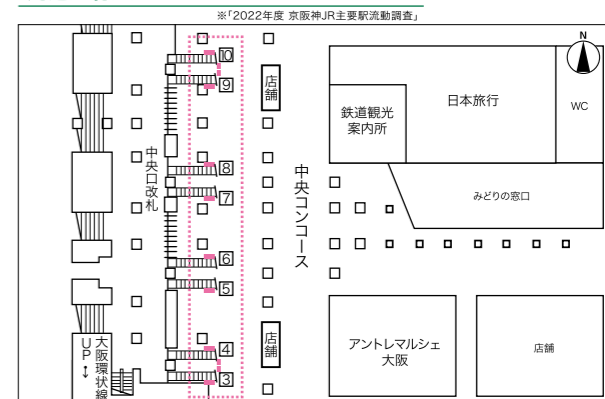 ※「2022年度 京阪神JR主要駅流動調査」
N
⑩
⑨
⑧
⑦
⑥
⑤
④
③
店舗
中央口改札
中央コンコース
鉄道観光
案内所
日本旅行
WC
みどりの窓口
店舗
アントレマルシェ
大阪
店舗
大阪環状線
UP→